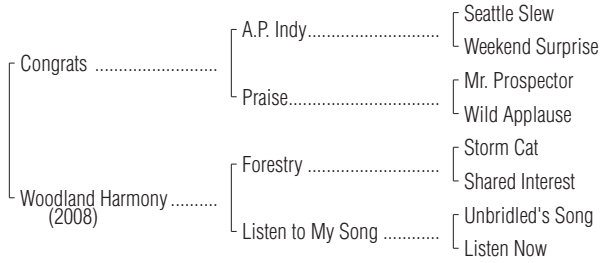 Congrats ........................
A.P. Indy..........................
Seattle Slew
Weekend Surprise
Praise..............................
Mr. Prospector
Wild Applause
Woodland Harmony ..........
(2008)
Forestry ..........................
Storm Cat
Shared Interest
Listen to My Song ............
Unbridled's Song
Listen Now